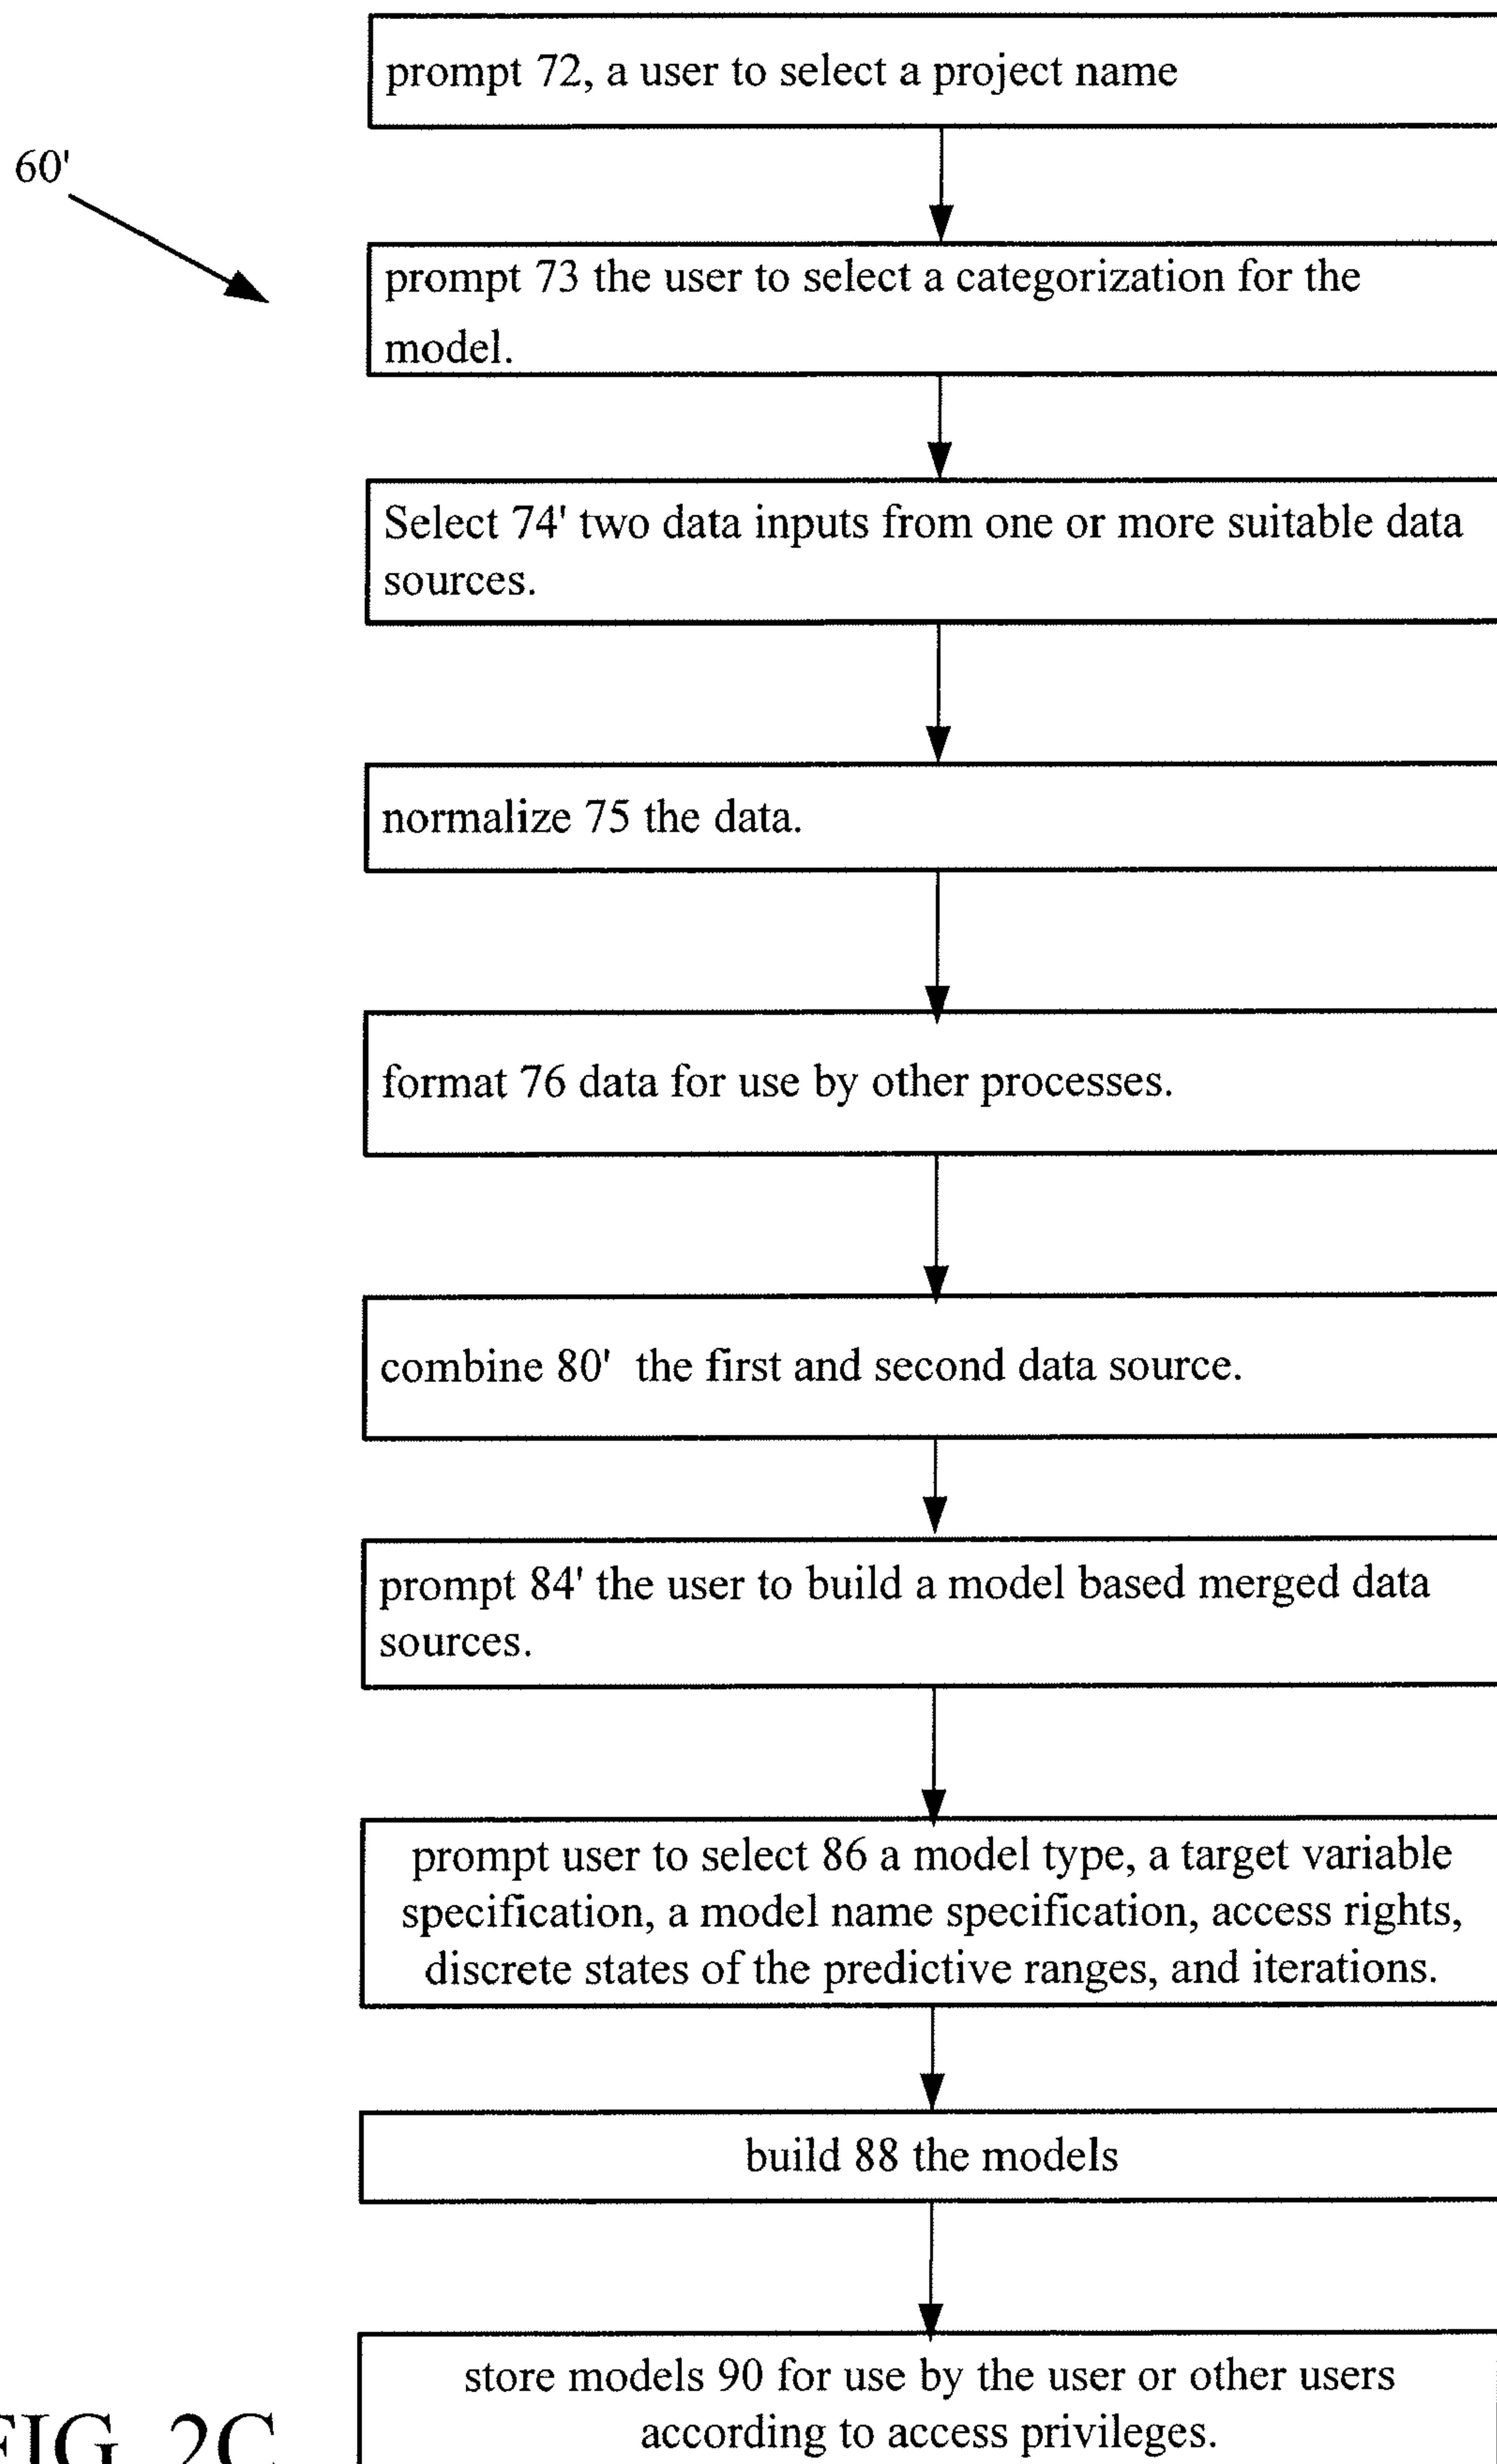 prompt 72, a user to select a project name
60'
prompt 73 the user to select a categorization for the
model.
Select 74' two data inputs from one or more suitable data
sources.
normalize 75 the data.
format 76 data for use by other processes.
combine 80' the first and second data source.
prompt 84' the user to build a model based merged data
sources.
prompt user to select 86 a model type, a target variable
specification, a model name specification, access rights,
discrete states of the predictive ranges, and iterations.
build 88 the models
store models 90 for use by the user or other users
according to access privileges.
FIG. 2C